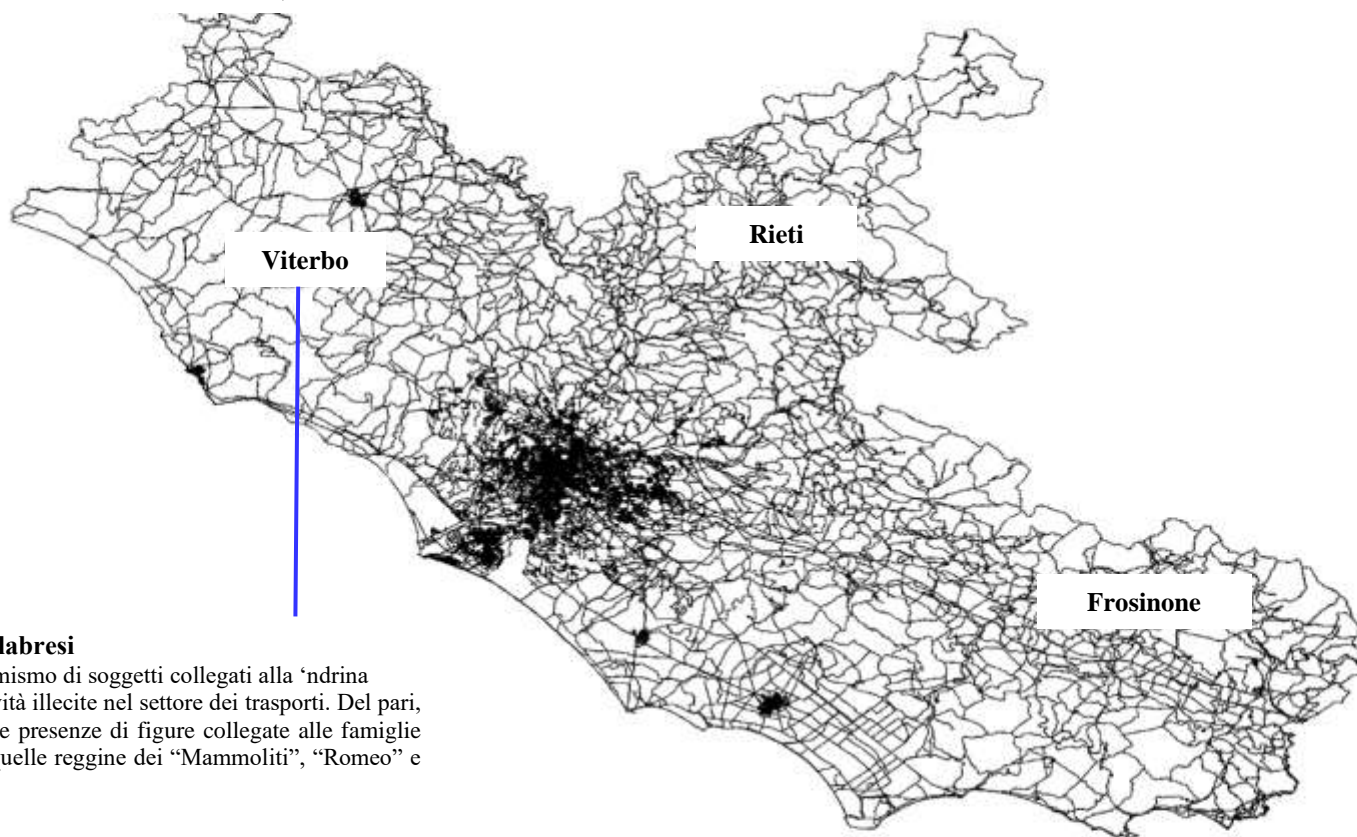 Rieti
Viterbo
Frosinone
labresi
mismo di soggetti collegati alla ‘ndrina
vità illecite nel settore dei trasporti. Del pari,
e presenze di figure collegate alle famiglie
quelle reggine dei “Mammoliti”, “Romeo” e